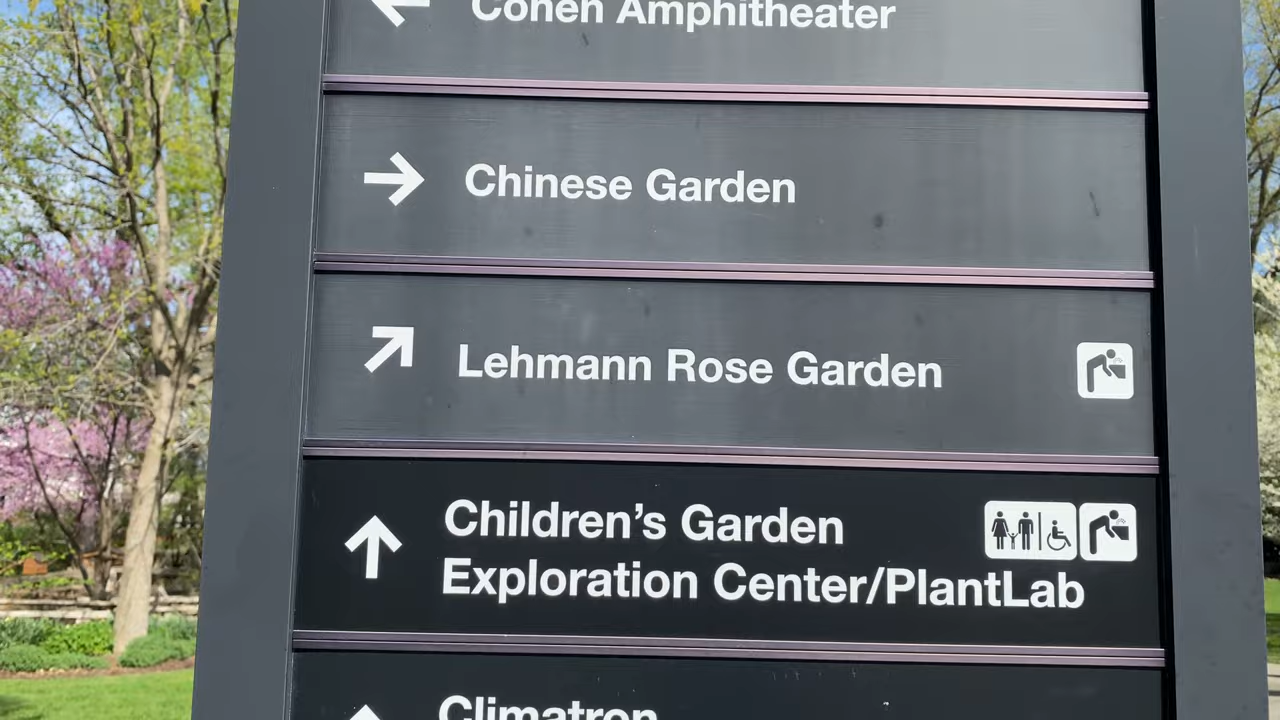 Cohen Amphitheater
Chinese Garden
Lehmann Rose Garden
Children’s Garden
Exploration Center/PlantLab
Climatron